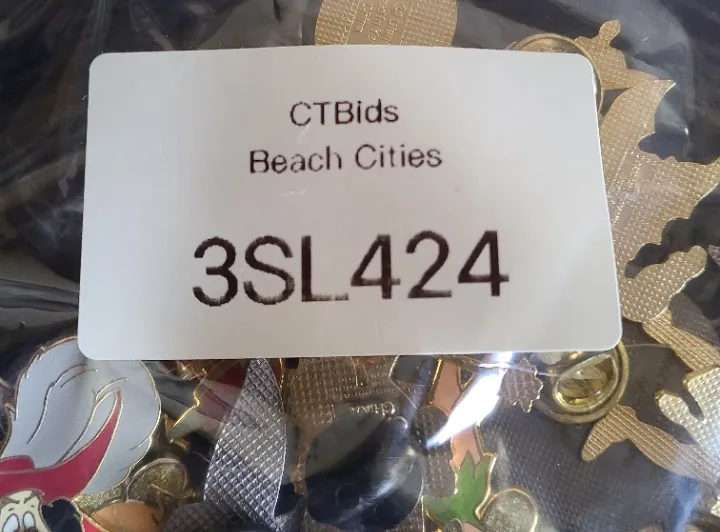 CTBids
Beach Cities
3SL424